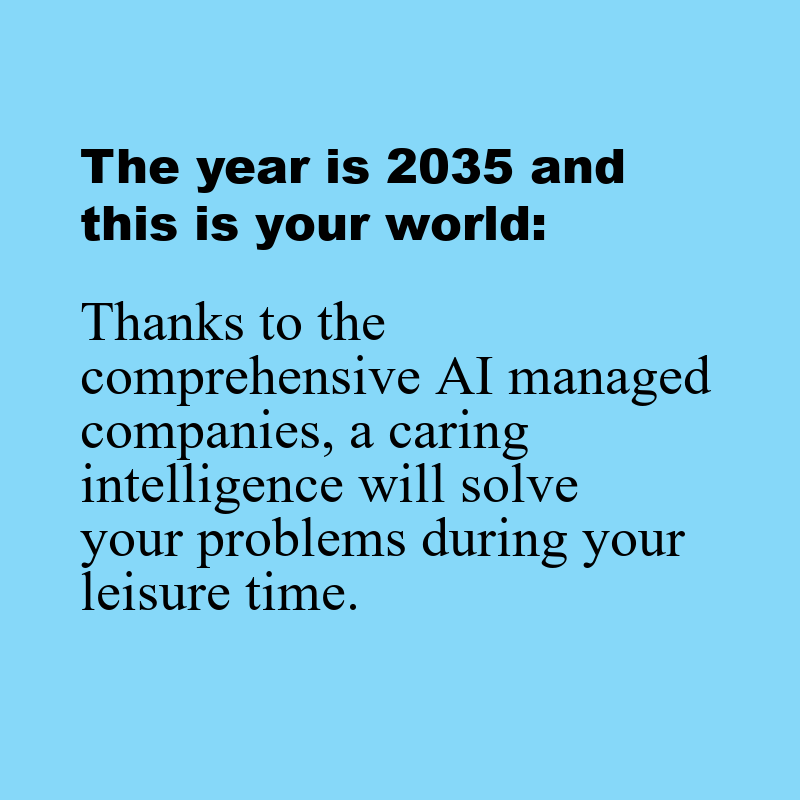 The year is 2035 and
this is your world:
Thanks to the
comprehensive AI managed
companies, a caring
intelligence will solve
your problems during your
leisure time.